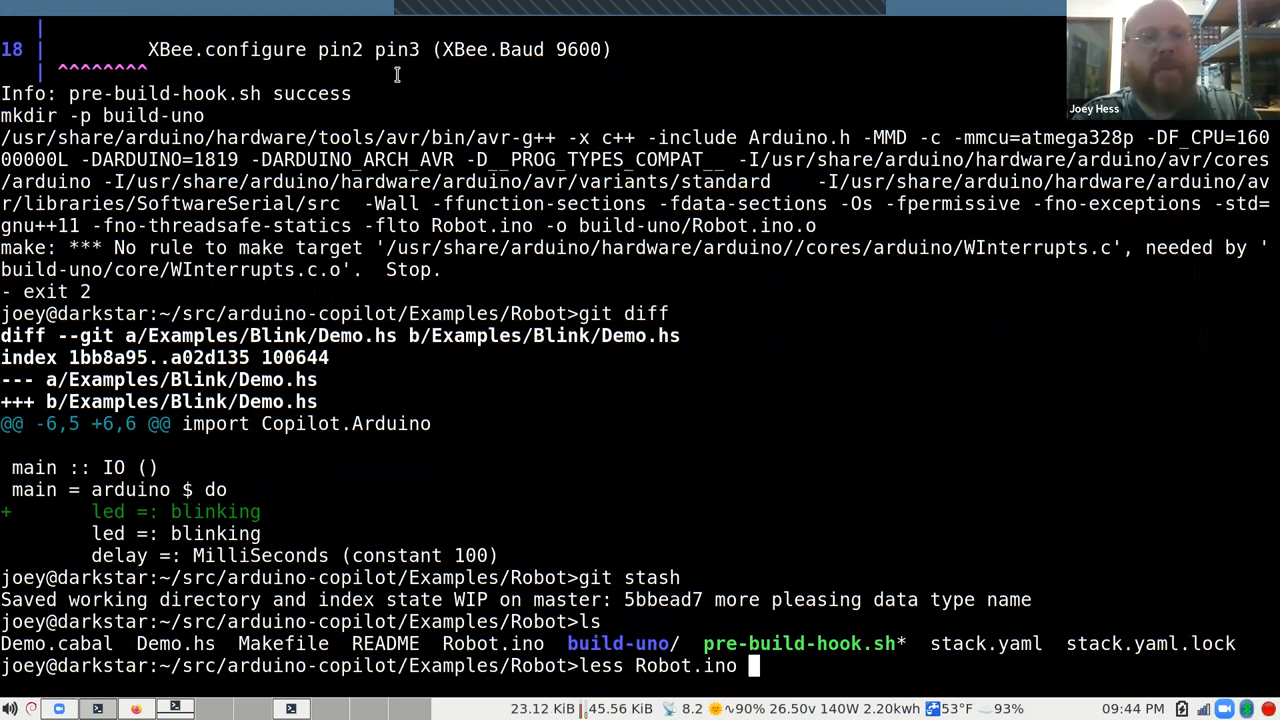 18 |         XBee.configure pin2 pin3 (XBee.Baud 9600)
   | ^^^^^^^^
Info: pre-build-hook.sh success
mkdir -p build-uno
/usr/share/arduino/hardware/tools/avr/bin/avr-g++ -x c++ -include Arduino.h -MMD -c -mmcu=atmega328p -DF_CPU=160
00000L -DARDUINO=1819 -DARDUINO_ARCH_AVR -D__PROG_TYPES_COMPAT__ -I/usr/share/arduino/hardware/arduino/avr/cores
/arduino -I/usr/share/arduino/hardware/arduino/avr/variants/standard    -I/usr/share/arduino/hardware/arduino/av
r/libraries/SoftwareSerial/src  -Wall -ffunction-sections -fdata-sections -Os -fpermissive -fno-exceptions -std=
gnu++11 -fno-threadsafe-statics -flto Robot.ino -o build-uno/Robot.ino.o
make: *** No rule to make target '/usr/share/arduino/hardware/arduino//cores/arduino/WInterrupts.c', needed by '
build-uno/core/WInterrupts.c.o'.  Stop.
- exit 2
joey@darkstar:~/src/arduino-copilot/Examples/Robot>git diff
diff --git a/Examples/Blink/Demo.hs b/Examples/Blink/Demo.hs
index 1bb8a95..a02d135 100644
--- a/Examples/Blink/Demo.hs
+++ b/Examples/Blink/Demo.hs
@@ -6,5 +6,6 @@ import Copilot.Arduino
 main :: IO ()
 main = arduino $ do
+       led =: blinking
        led =: blinking
        delay =: MilliSeconds (constant 100)
joey@darkstar:~/src/arduino-copilot/Examples/Robot>git stash
Saved working directory and index state WIP on master: 5bbead7 more pleasing data type name
joey@darkstar:~/src/arduino-copilot/Examples/Robot>ls
Demo.cabal  Demo.hs  Makefile  README  Robot.ino  build-uno/  pre-build-hook.sh*  stack.yaml  stack.yaml.lock
joey@darkstar:~/src/arduino-copilot/Examples/Robot>less Robot.ino
Joey Hess
23.12 KiB 45.56 KiB 8.2 ∿90% 26.50v 140W 2.20kwh 53°F 93% 09:44 PM